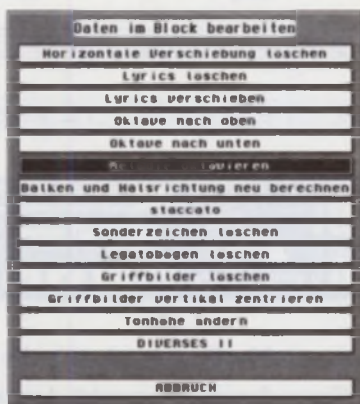 Daten im Block bearbeiten
Horizontale Verschiebung loschen
Lyrics loschen
Lyrics verschieben
Oktave nach oben
Oktave nach unten
Balken und Halsrichtung neu berechnen
staccato
Sonderzeichen loschen
Legatobogen loschen
Griffbilder loschen
Griffbilder vertikal zentrieren
Tonhohe andern
DIVERSES II
ABBRUCH